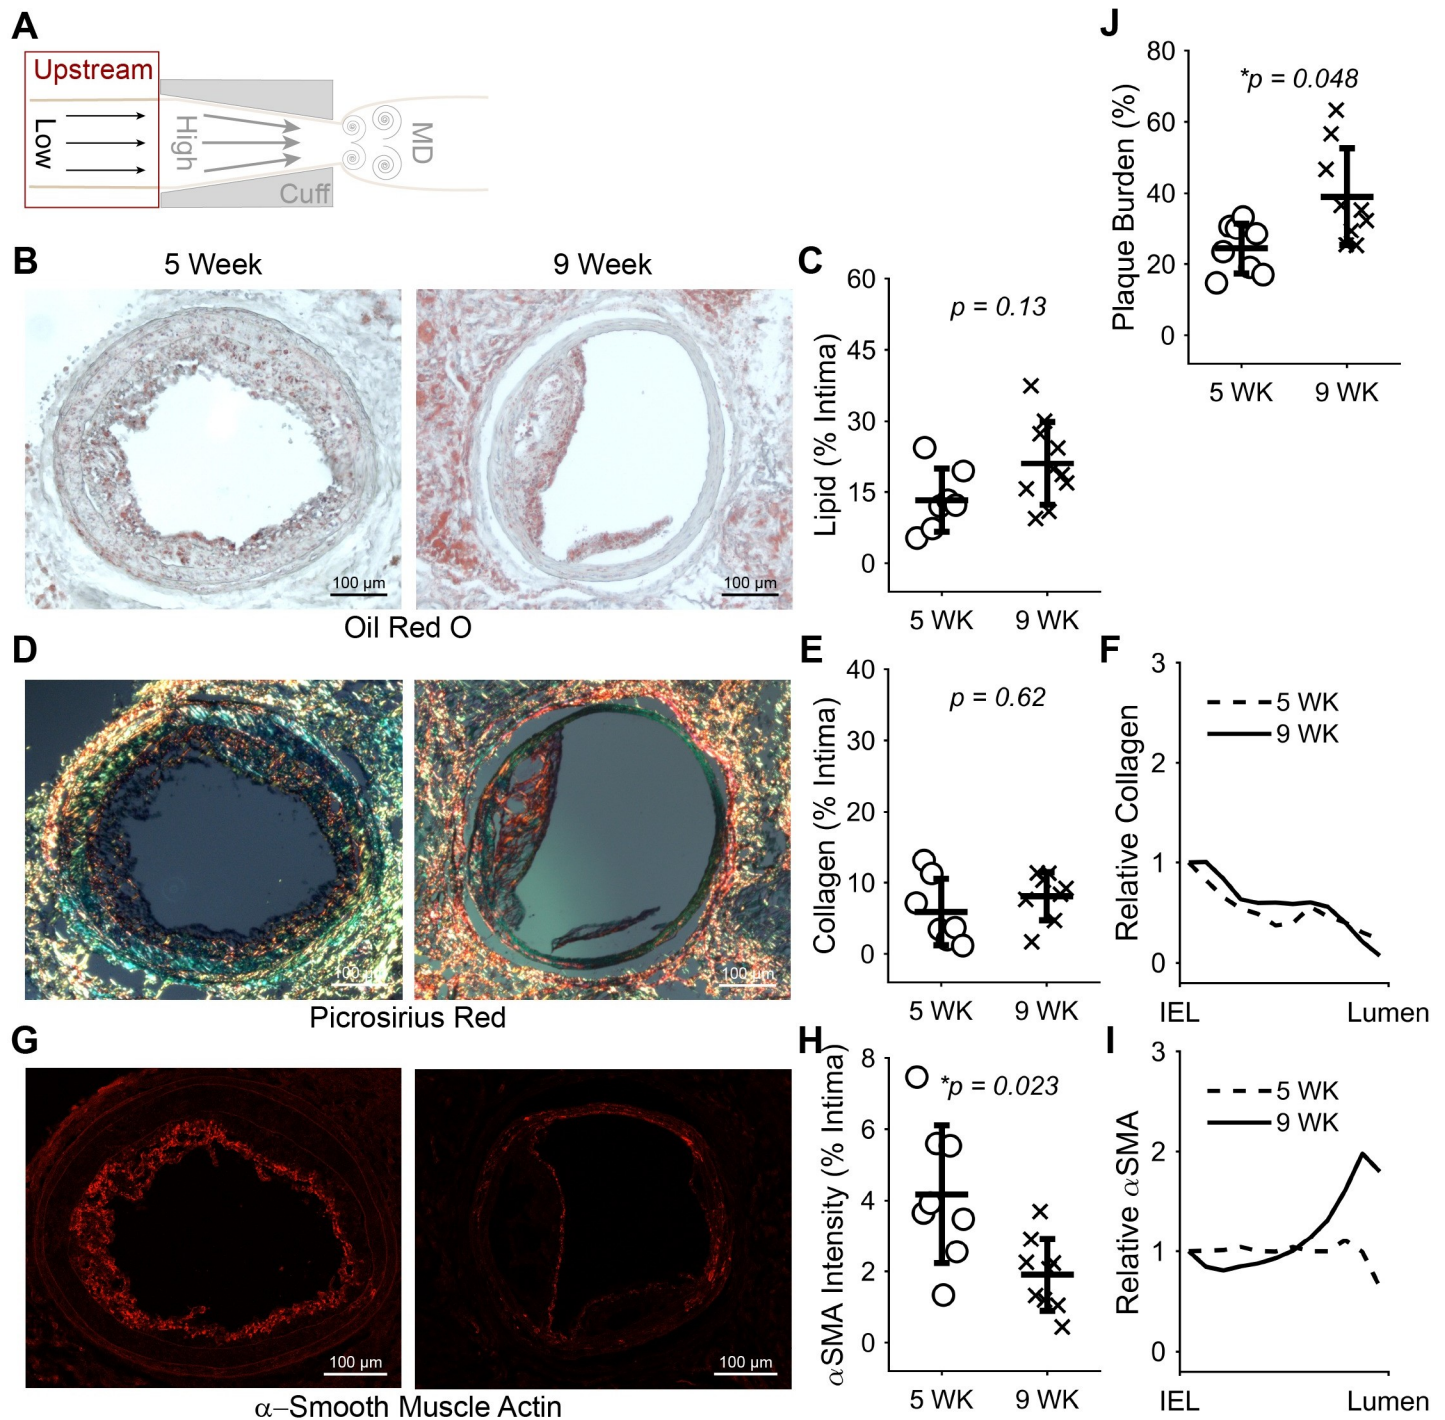 A
Upstream
Low
High
Cuff
MD
J
Plaque Burden (%)
80
60
40
20
0
*p = 0.048
5 WK
9 WK
B
5 Week
9 Week
100 µm
100 µm
Oil Red O
C
Lipid (% Intima)
60
45
30
15
0
p = 0.13
5 WK
9 WK
D
100 µm
100 µm
Picrosirius Red
E
Collagen (% Intima)
40
30
20
10
0
p = 0.62
5 WK
9 WK
F
Relative Collagen
3
2
1
0
5 WK
9 WK
IEL
Lumen
G
100 µm
100 µm
α–Smooth Muscle Actin
H
αSMA Intensity (% Intima)
8
6
4
2
0
*p = 0.023
5 WK
9 WK
I
Relative αSMA
3
2
1
0
5 WK
9 WK
IEL
Lumen